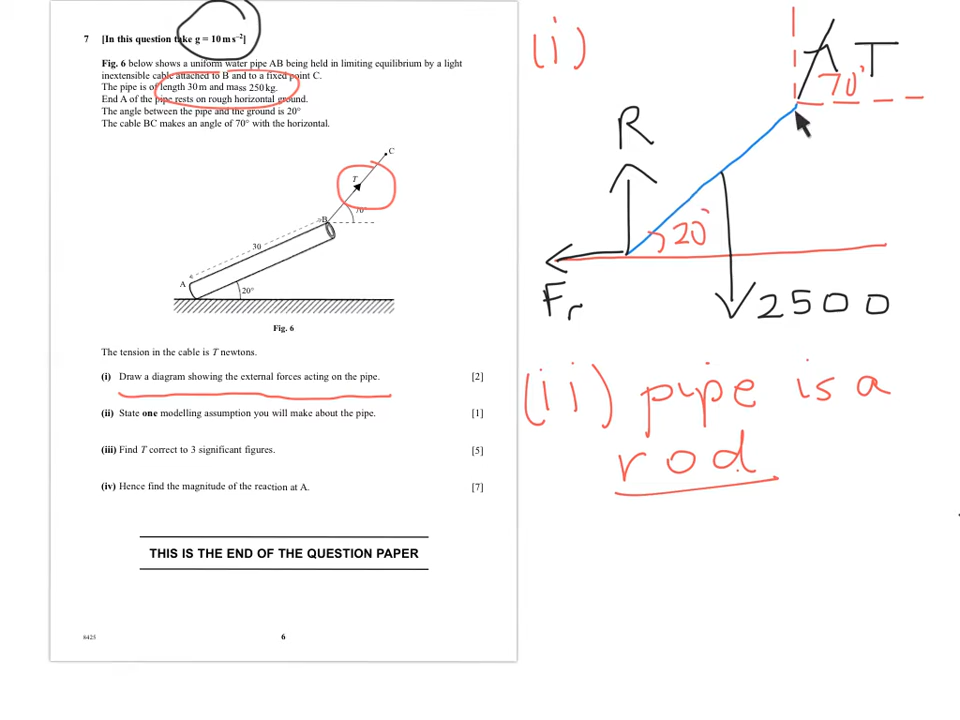 7 [In this question take g = 10 m s⁻²]
Fig. 6 below shows a uniform water pipe AB being held in limiting equilibrium by a light
inextensible cable attached to B and to a fixed point C.
The pipe is of length 30 m and mass 250 kg.
End A of the pipe rests on rough horizontal ground.
The angle between the pipe and the ground is 20°
The cable BC makes an angle of 70° with the horizontal.
C
T
B
70°
30
A
20°
Fig. 6
The tension in the cable is T newtons.
(i) Draw a diagram showing the external forces acting on the pipe. [2]
(ii) State one modelling assumption you will make about the pipe. [1]
(iii) Find T correct to 3 significant figures. [5]
(iv) Hence find the magnitude of the reaction at A. [7]
THIS IS THE END OF THE QUESTION PAPER
8425
6
(i)
T
70°
R
20°
Fr
2500
(ii) pipe is a
rod